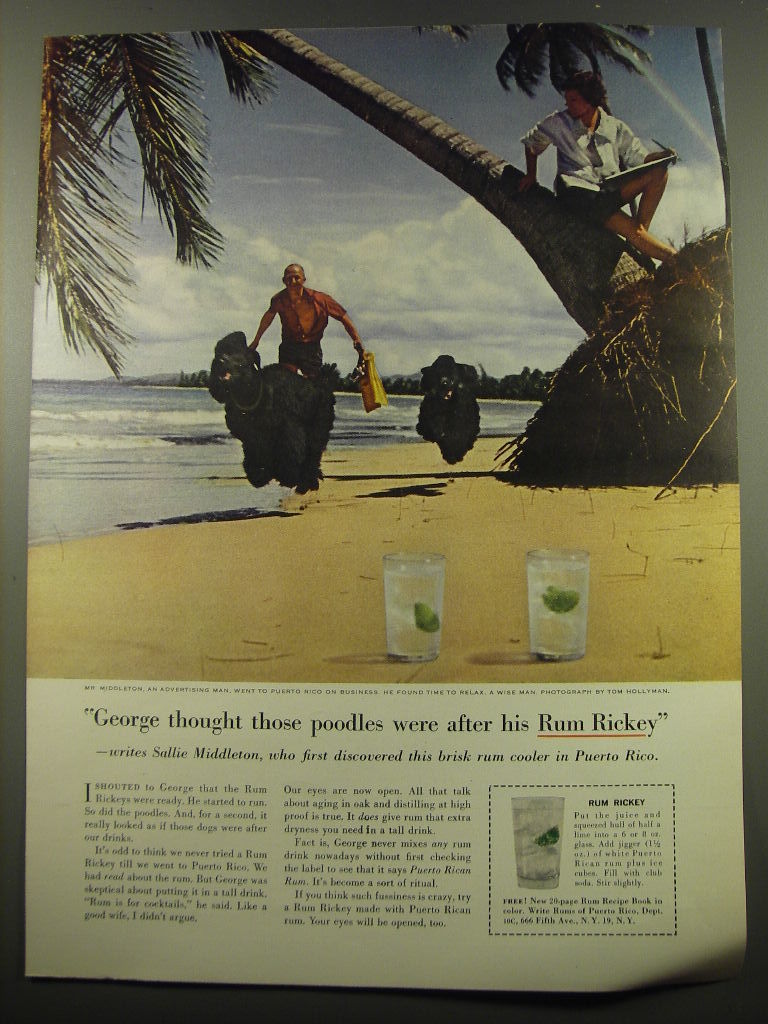 MR. MIDDLETON, AN ADVERTISING MAN, WENT TO PUERTO RICO ON BUSINESS. HE FOUND TIME TO RELAX. A WISE MAN. PHOTOGRAPH BY TOM HOLLYMAN.
"George thought those poodles were after his Rum Rickey"
—writes Sallie Middleton, who first discovered this brisk rum cooler in Puerto Rico.
I SHOUTED to George that the Rum
Rickeys were ready. He started to run.
So did the poodles. And, for a second, it
really looked as if those dogs were after
our drinks.
It's odd to think we never tried a Rum
Rickey till we went to Puerto Rico. We
had read about the rum. But George was
skeptical about putting it in a tall drink.
"Rum is for cocktails," he said. Like a
good wife, I didn't argue.
Our eyes are now open. All that talk
about aging in oak and distilling at high
proof is true. It does give rum that extra
dryness you need in a tall drink.
Fact is, George never mixes any rum
drink nowadays without first checking
the label to see that it says Puerto Rican
Rum. It's become a sort of ritual.
If you think such fussiness is crazy, try
a Rum Rickey made with Puerto Rican
rum. Your eyes will be opened, too.
RUM RICKEY
Put the juice and
squeezed hull of half a
lime into a 6 or 8 oz.
glass. Add jigger (1½
oz.) of white Puerto
Rican rum plus ice
cubes. Fill with club
soda. Stir slightly.
FREE! New 20-page Rum Recipe Book in
color. Write Rums of Puerto Rico, Dept.
10C, 666 Fifth Ave., N. Y. 19, N. Y.